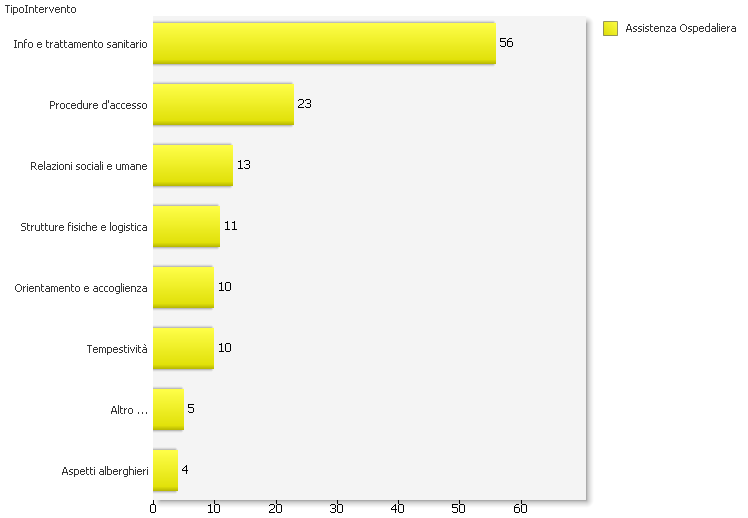 TipoIntervento
Assistenza Ospedaliera
Info e trattamento sanitario 56
Procedure d'accesso 23
Relazioni sociali e umane 13
Strutture fisiche e logistica 11
Orientamento e accoglienza 10
Tempestività 10
Altro ... 5
Aspetti alberghieri 4
0 10 20 30 40 50 60